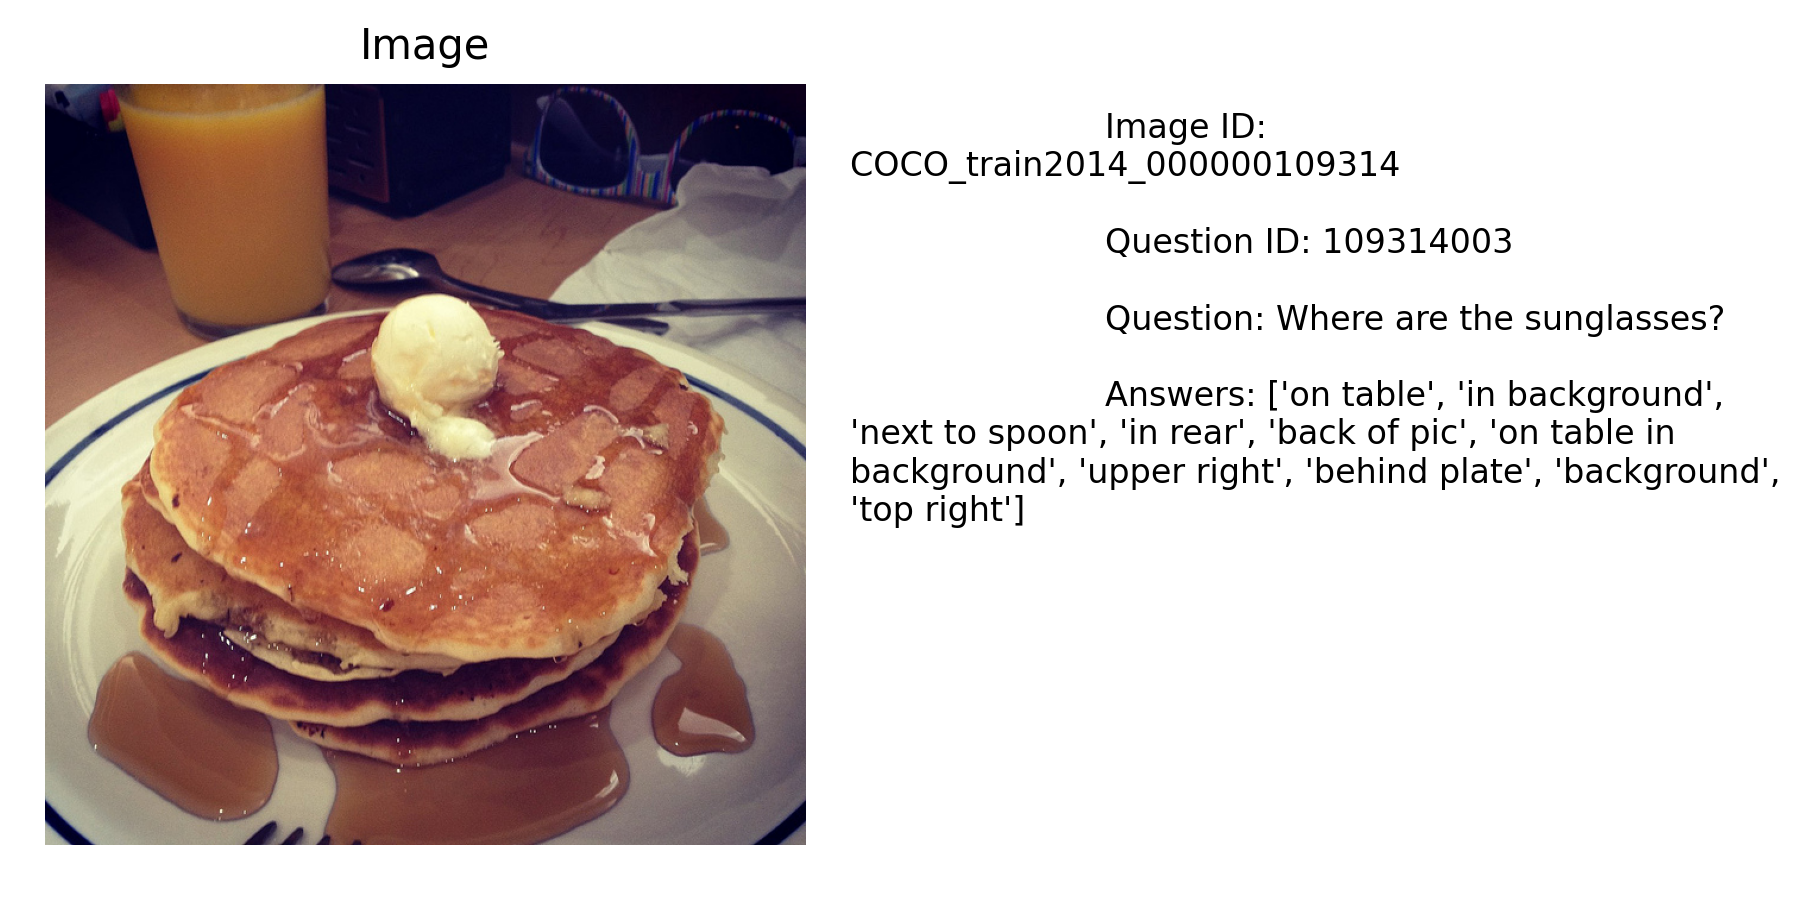 Image
Image ID:
COCO_train2014_000000109314
Question ID: 109314003
Question: Where are the sunglasses?
Answers: ['on table', 'in background',
'next to spoon', 'in rear', 'back of pic', 'on table in
background', 'upper right', 'behind plate', 'background',
'top right']